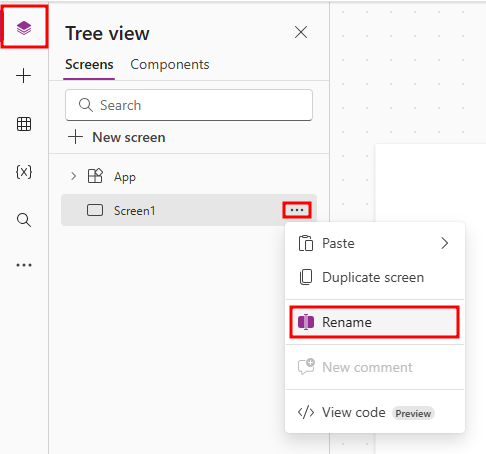 Tree view
Screens Components
Search
New screen
App
Screen1
Paste
Duplicate screen
Rename
New comment
View code Preview
{x}